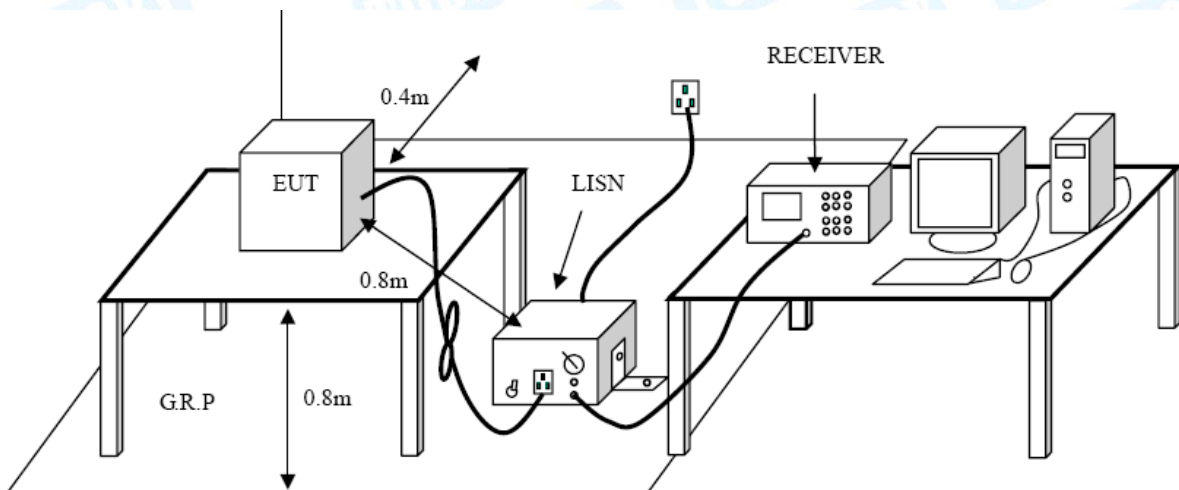 RECEIVER
0.4m
EUT
LISN
0.8m
G.R.P
0.8m